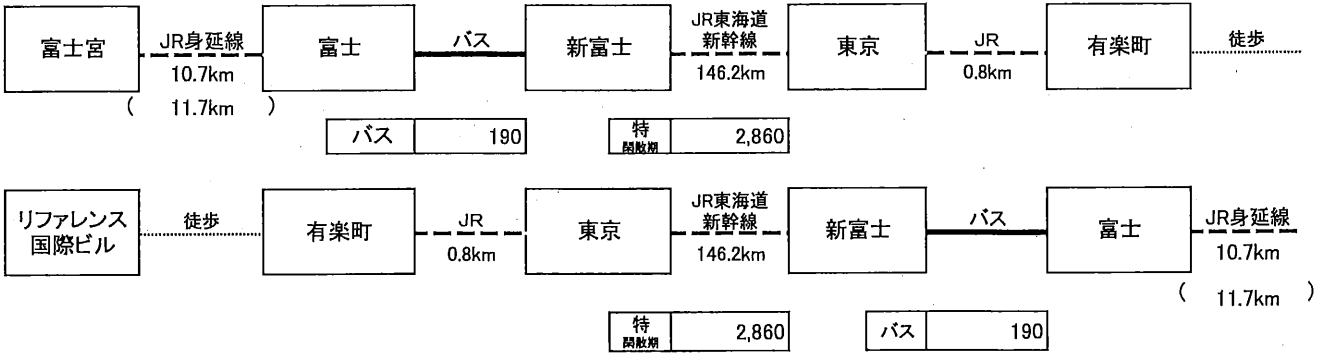 富士宮
JR身延線
10.7km
( 11.7km )
富士
バス
新富士
JR東海道
新幹線
146.2km
東京
JR
0.8km
有楽町
徒歩
バス 190
特
閑散期
2,860
リファレンス
国際ビル
徒歩
有楽町
JR
0.8km
東京
JR東海道
新幹線
146.2km
新富士
バス
富士
JR身延線
10.7km
( 11.7km )
特
閑散期
2,860
バス 190